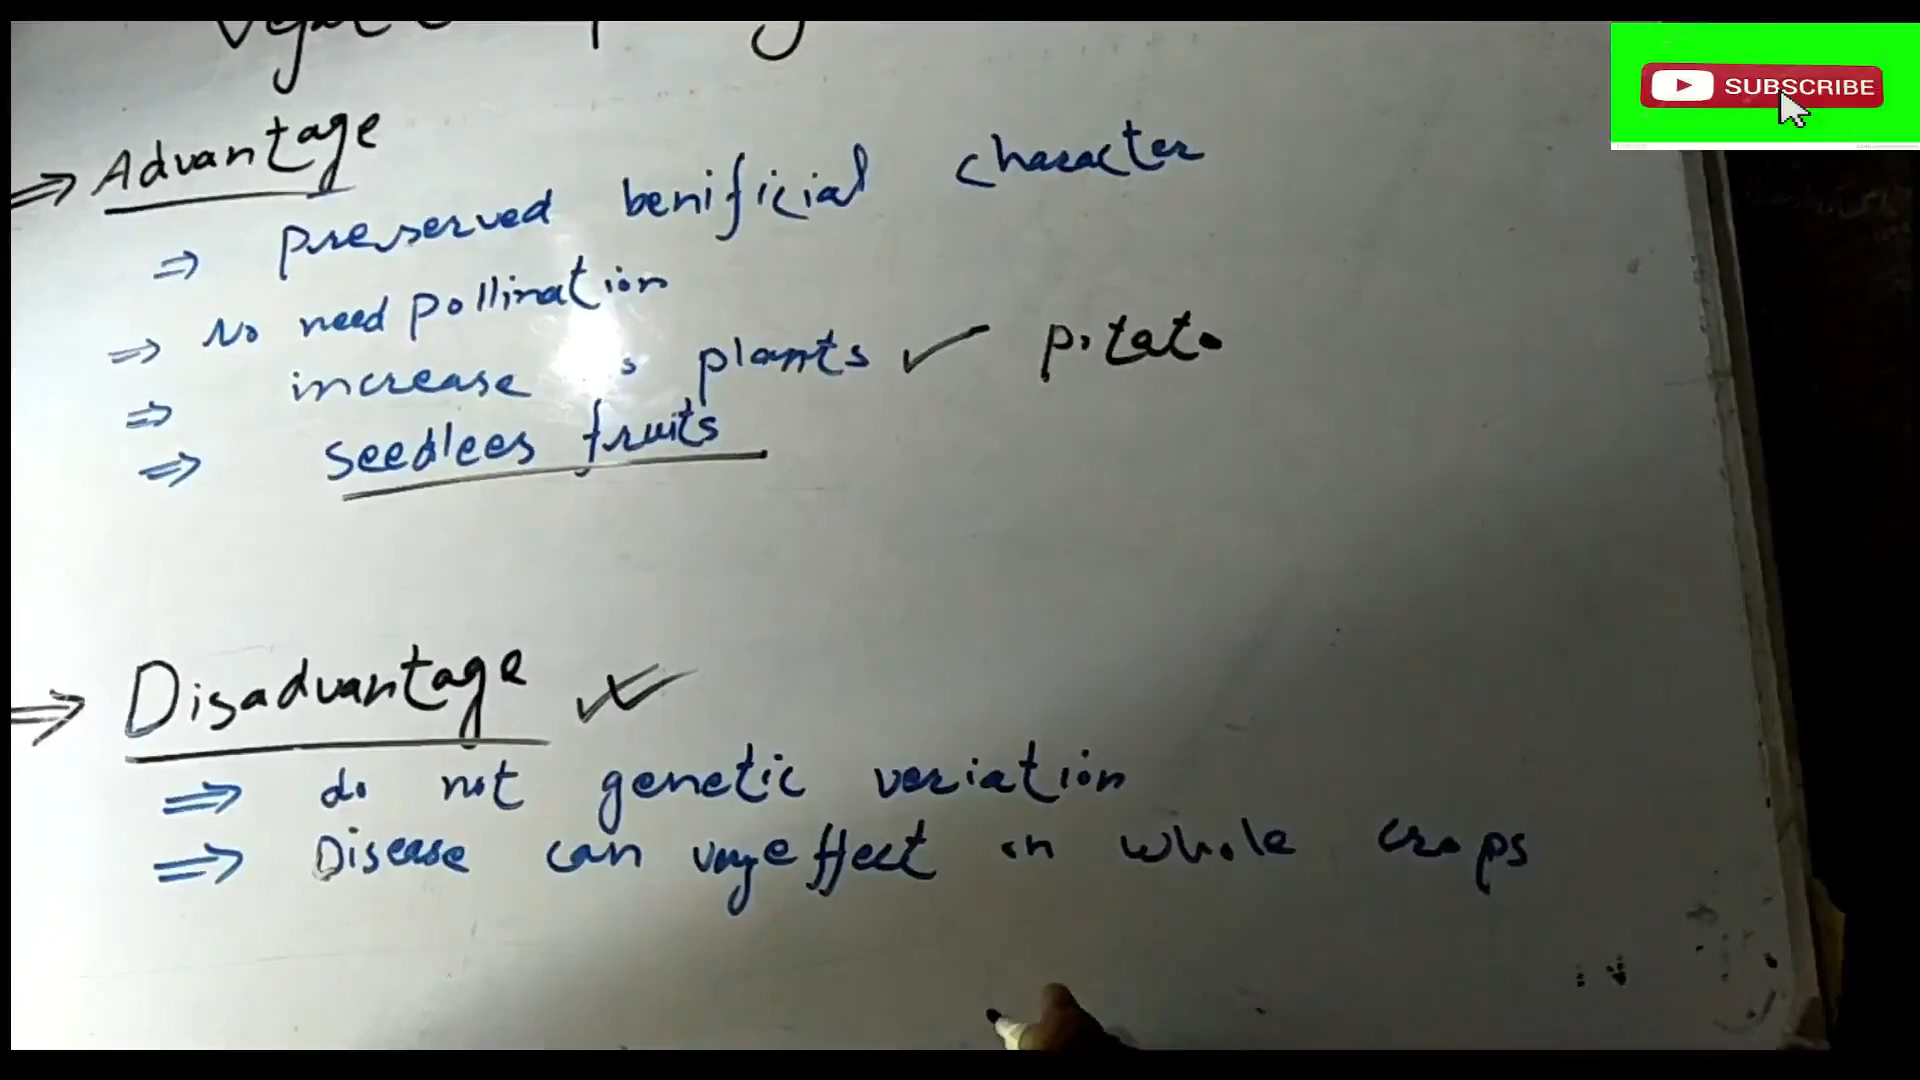 SUBSCRIBE
⇒ Advantage
⇒ preserved benificial character
⇒ No need pollination
⇒ increase plants ✓ potato
⇒ seedlees fruits
⇒ Disadvantage
⇒ do not genetic veriation
⇒ Disease can effect on whole crops